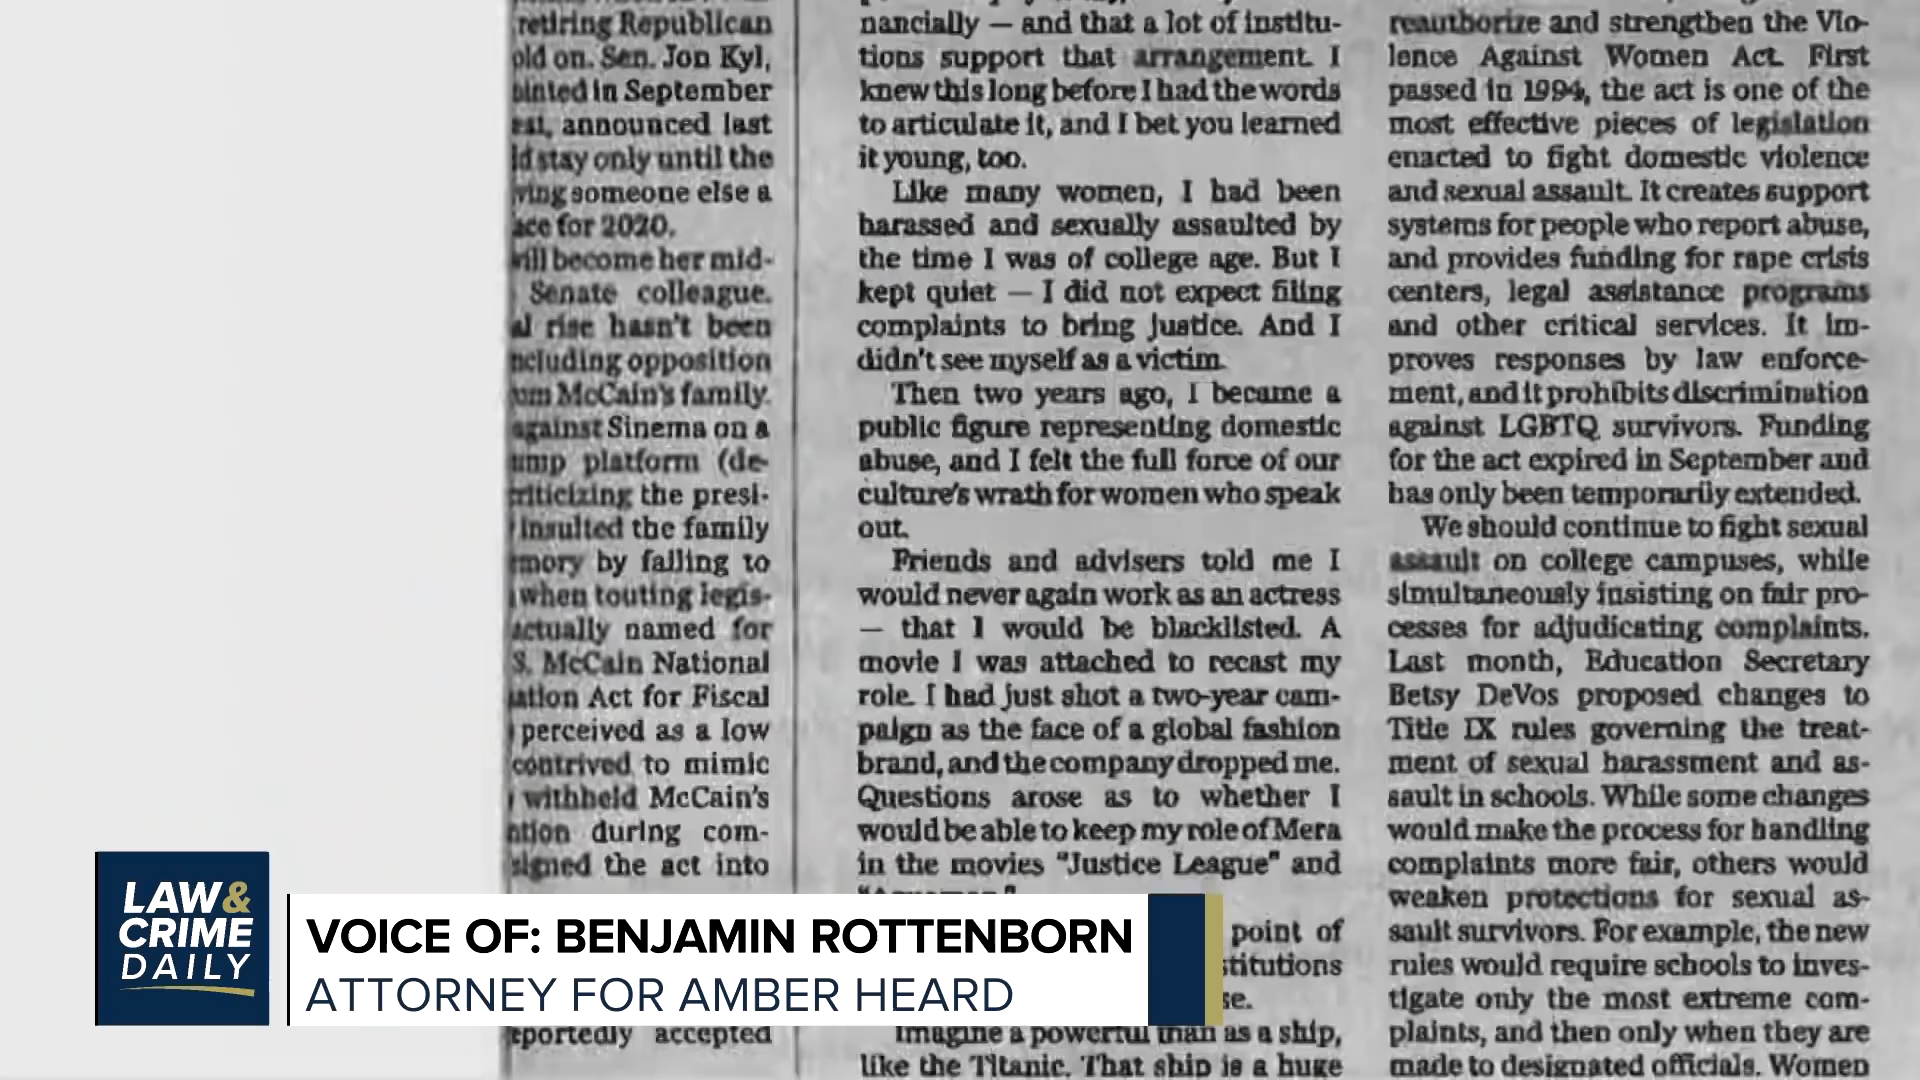 retiring Republican
old on. Sen. Jon Kyl,
in September
announced last
stay only until the
someone else a
for 2020.
become her mid-
Senate colleague.
rise hasn't been
opposition
McCain's family.
against Sinema on a
platform (de-
the presi-
insulted the family
by failing to
when touting legis-
actually named for
S. McCain National
Act for Fiscal
perceived as a low
contrived to mimic
withheld McCain's
during com-
signed the act into
accepted
nancially — and that a lot of institu-
tions support that arrangement. I
knew this long before I had the words
to articulate it, and I bet you learned
it young, too.
Like many women, I had been
harassed and sexually assaulted by
the time I was of college age. But I
kept quiet — I did not expect filing
complaints to bring justice. And I
didn't see myself as a victim.
Then two years ago, I became a
public figure representing domestic
abuse, and I felt the full force of our
culture's wrath for women who speak
out.
Friends and advisers told me I
would never again work as an actress
— that I would be blacklisted. A
movie I was attached to recast my
role. I had just shot a two-year cam-
paign as the face of a global fashion
brand, and the company dropped me.
Questions arose as to whether I
would be able to keep my role of Mera
in the movies "Justice League" and
point of
stitutions
se.
Imagine a powerful man as a ship,
like the Titanic. That ship is a huge
reauthorize and strengthen the Vio-
lence Against Women Act. First
passed in 1994, the act is one of the
most effective pieces of legislation
enacted to fight domestic violence
and sexual assault. It creates support
systems for people who report abuse,
and provides funding for rape crisis
centers, legal assistance programs
and other critical services. It im-
proves responses by law enforce-
ment, and it prohibits discrimination
against LGBTQ survivors. Funding
for the act expired in September and
has only been temporarily extended.
We should continue to fight sexual
assault on college campuses, while
simultaneously insisting on fair pro-
cesses for adjudicating complaints.
Last month, Education Secretary
Betsy DeVos proposed changes to
Title IX rules governing the treat-
ment of sexual harassment and as-
sault in schools. While some changes
would make the process for handling
complaints more fair, others would
weaken protections for sexual as-
sault survivors. For example, the new
rules would require schools to inves-
tigate only the most extreme com-
plaints, and then only when they are
made to designated officials. Women
LAW&
CRIME
DAILY
VOICE OF: BENJAMIN ROTTENBORN
ATTORNEY FOR AMBER HEARD